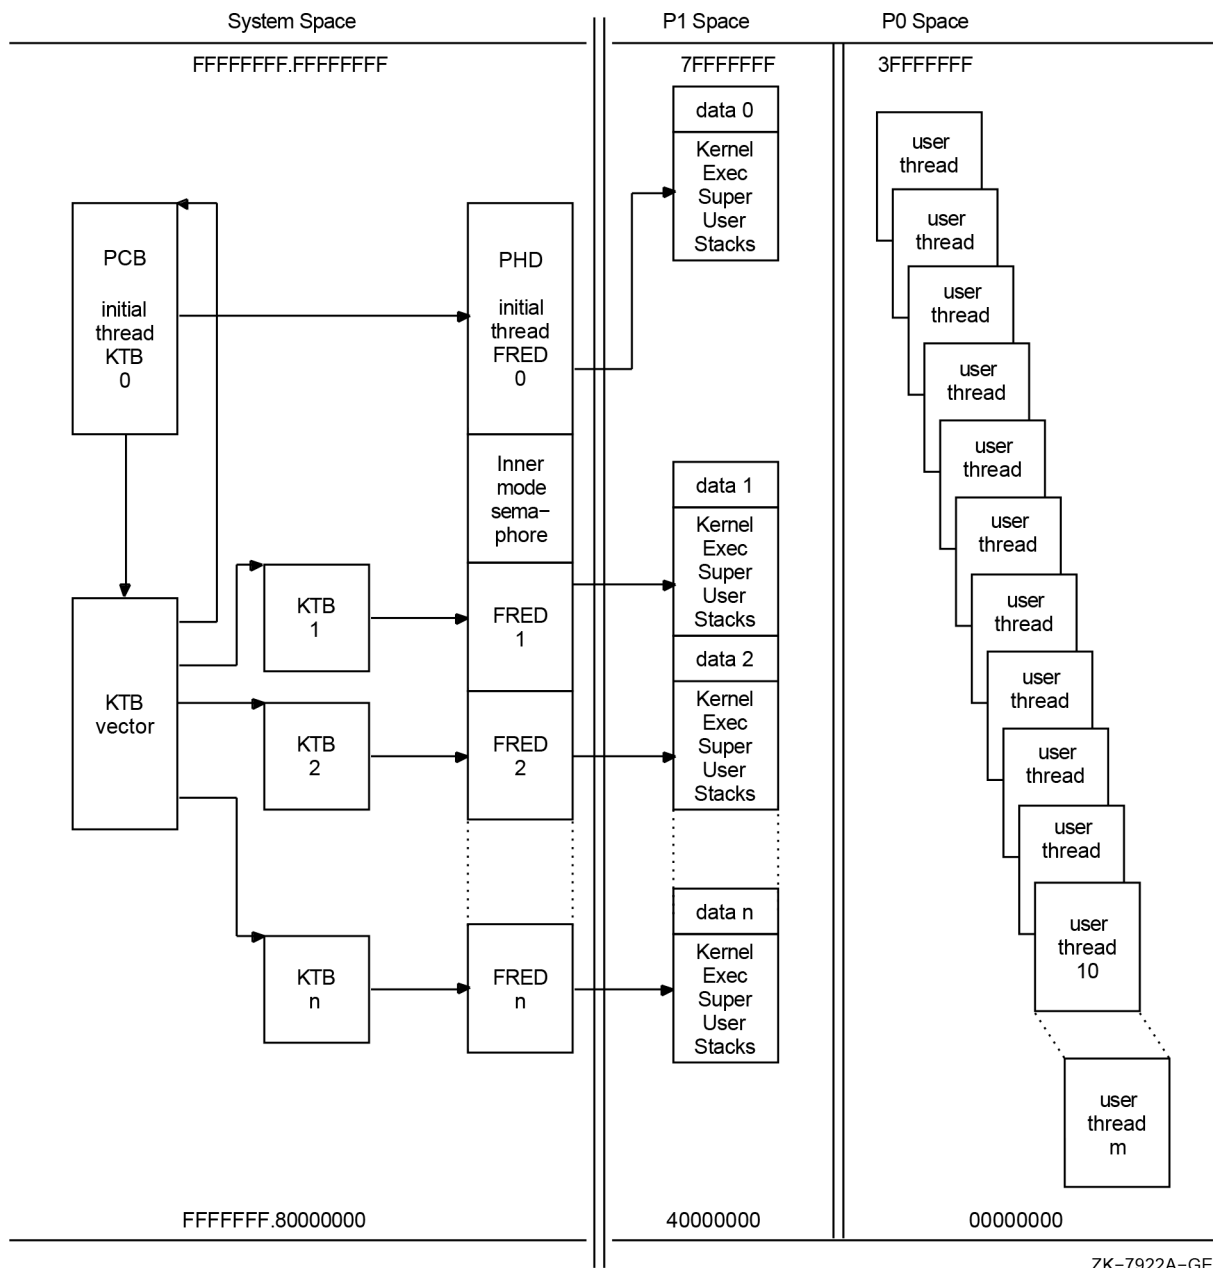 System Space
P1 Space
P0 Space
FFFFFFFF.FFFFFFFF
7FFFFFFF
3FFFFFFF
PCB
initial
thread
KTB
0
KTB
vector
KTB
1
KTB
2
KTB
n
PHD
initial
thread
FRED
0
Inner
mode
sema-
phore
FRED
1
FRED
2
FRED
n
data 0
Kernel
Exec
Super
User
Stacks
data 1
Kernel
Exec
Super
User
Stacks
data 2
Kernel
Exec
Super
User
Stacks
data n
Kernel
Exec
Super
User
Stacks
user
thread
user
thread
user
thread
user
thread
user
thread
user
thread
user
thread
user
thread
user
thread
user
thread
user
thread
10
user
thread
m
FFFFFFF.80000000
40000000
00000000
ZK-7922A-GE